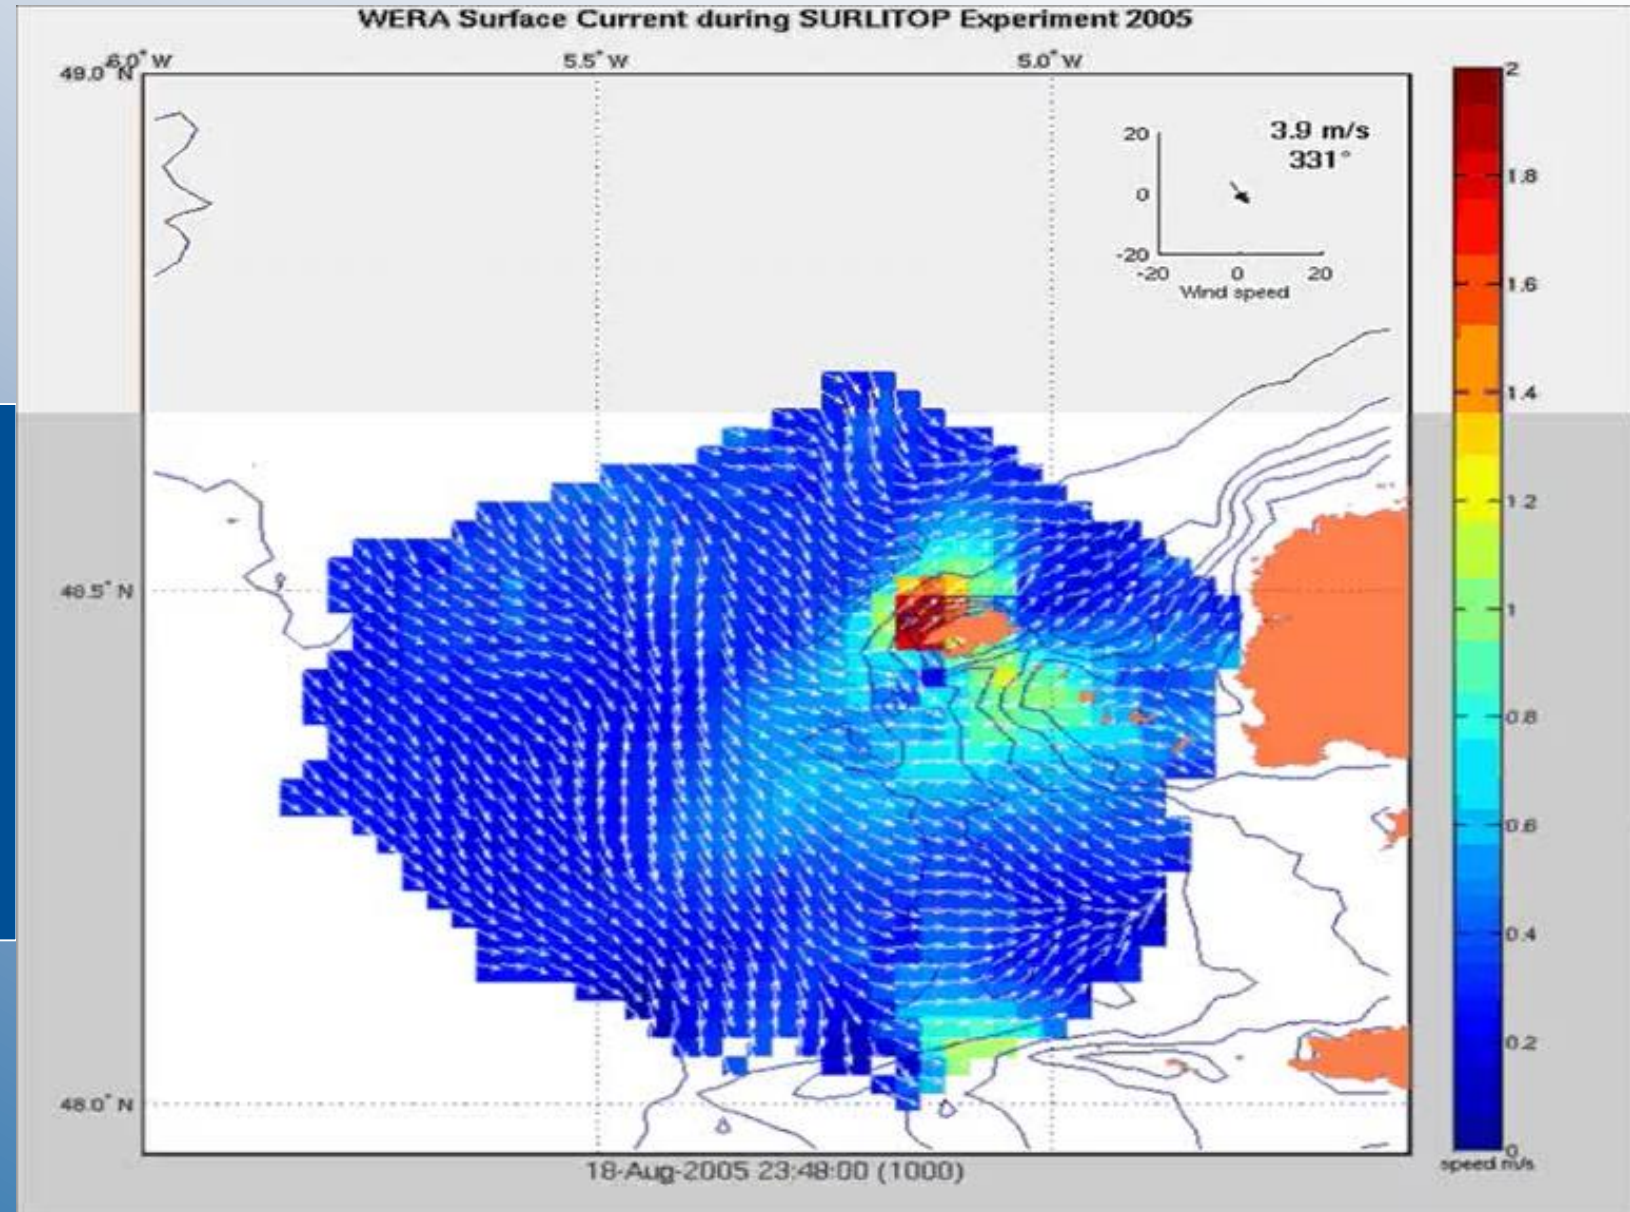 WERA Surface Current during SURLITOP Experiment 2005
6.0° W 5.5° W 5.0° W
49.0° N
48.5° N
48.0° N
3.9 m/s
331°
20
0
-20
-20 0 20
Wind speed
2
1.8
1.6
1.4
1.2
1
0.8
0.6
0.4
0.2
0
speed m/s
18-Aug-2005 23:48:00 (1000)